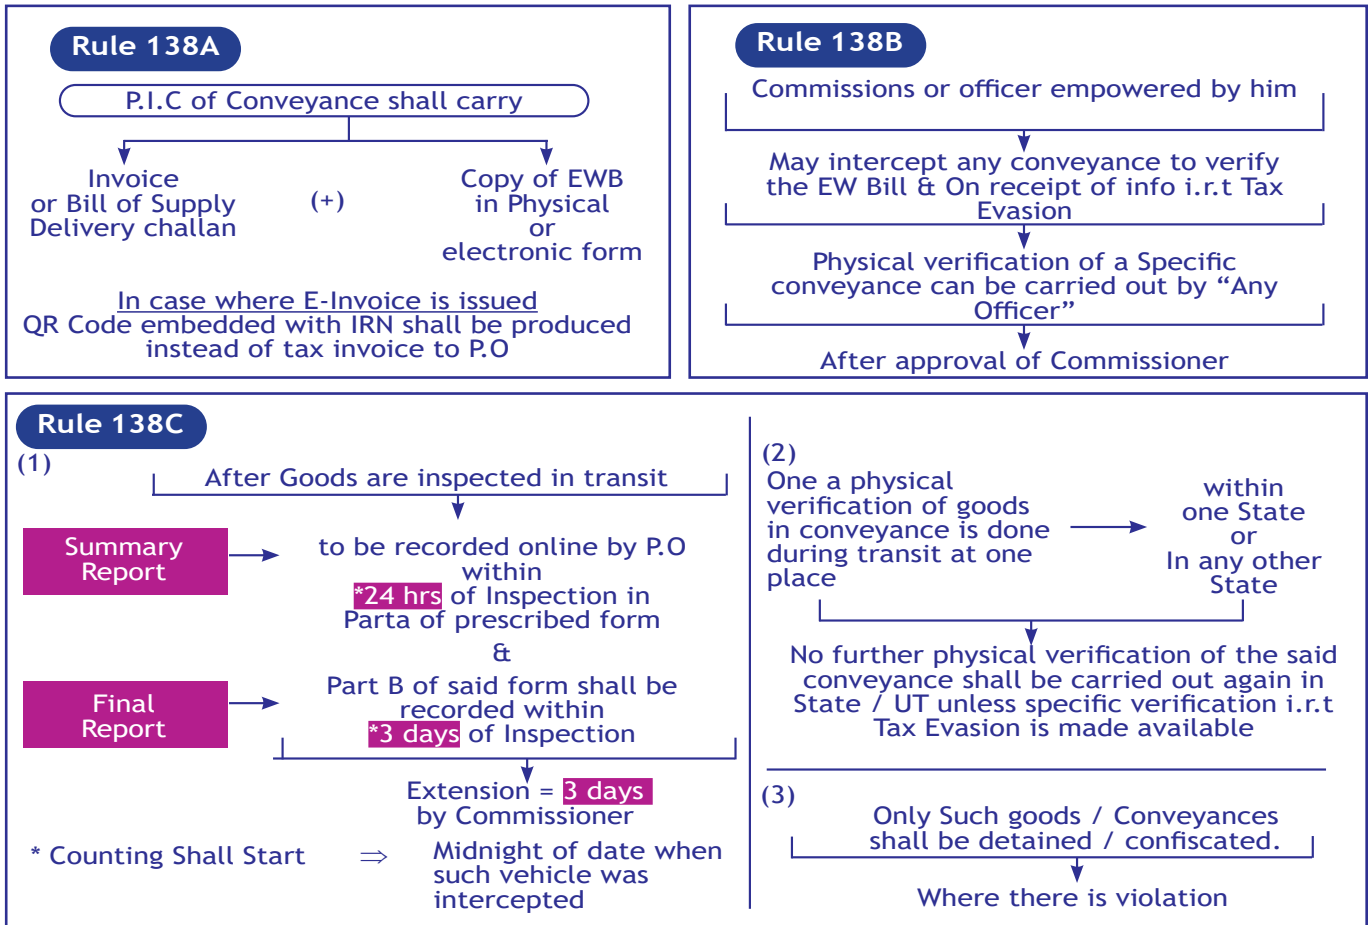 Rule 138A
P.I.C of Conveyance shall carry
Invoice
or Bill of Supply
Delivery challan
(+)
Copy of EWB
in Physical
or
electronic form
In case where E-Invoice is issued
QR Code embedded with IRN shall be produced
instead of tax invoice to P.O
Rule 138B
Commissions or officer empowered by him
May intercept any conveyance to verify
the EW Bill & On receipt of info i.r.t Tax
Evasion
Physical verification of a Specific
conveyance can be carried out by “Any
Officer”
After approval of Commissioner
Rule 138C
(1)
After Goods are inspected in transit
Summary
Report
to be recorded online by P.O
within
*24 hrs of Inspection in
Parta of prescribed form
&
Final
Report
Part B of said form shall be
recorded within
*3 days of Inspection
Extension = 3 days
by Commissioner
* Counting Shall Start ⇒ Midnight of date when
such vehicle was
intercepted
(2)
One a physical
verification of goods
in conveyance is done
during transit at one
place
within
one State
or
In any other
State
No further physical verification of the said
conveyance shall be carried out again in
State / UT unless specific verification i.r.t
Tax Evasion is made available
(3)
Only Such goods / Conveyances
shall be detained / confiscated.
Where there is violation